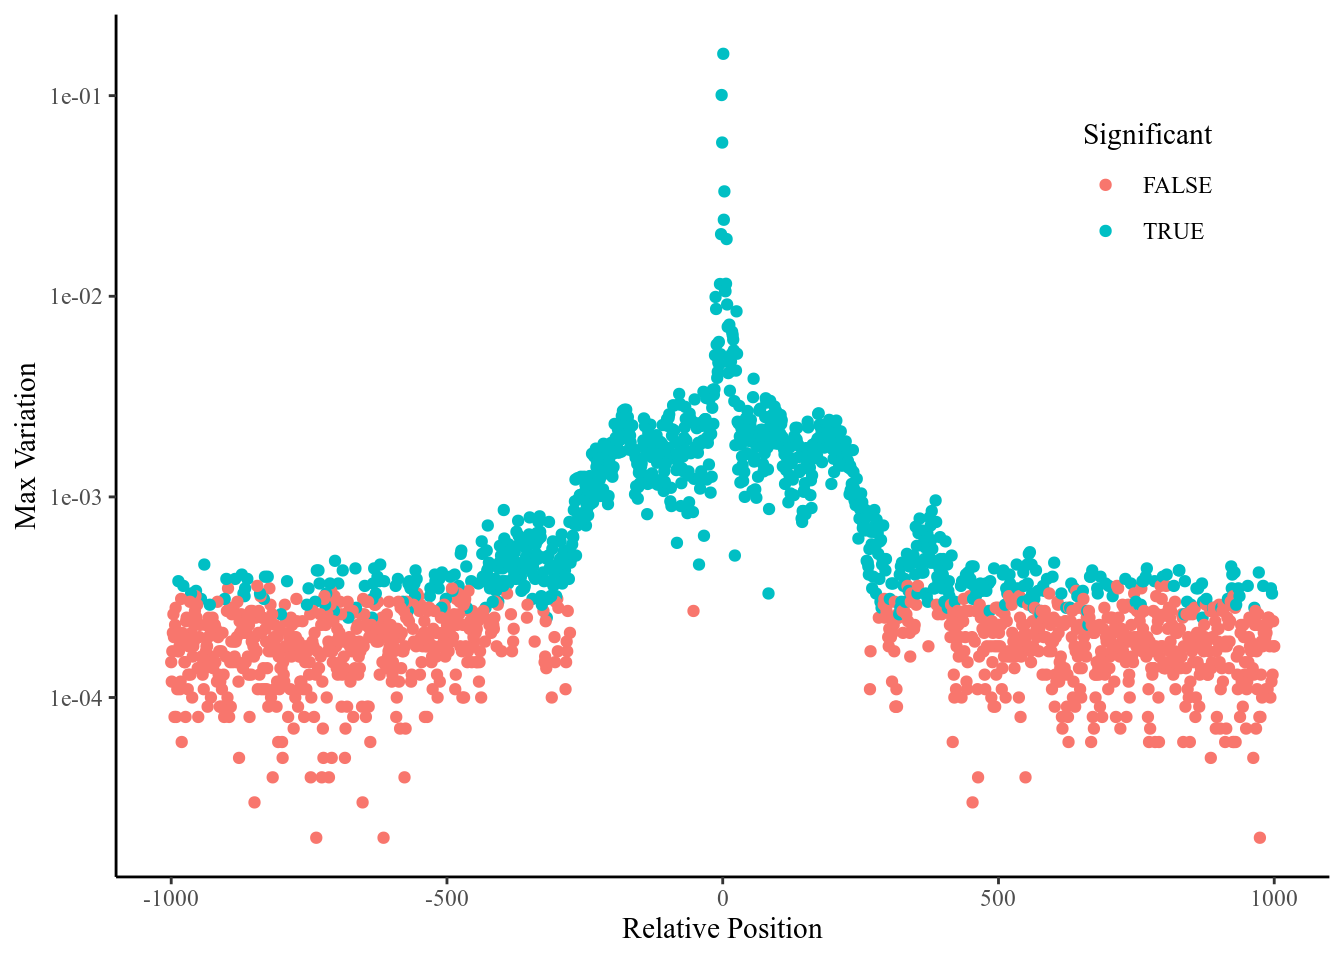 Max Variation
1e-01
1e-02
1e-03
1e-04
Significant
FALSE
TRUE
-1000
-500
0
500
1000
Relative Position